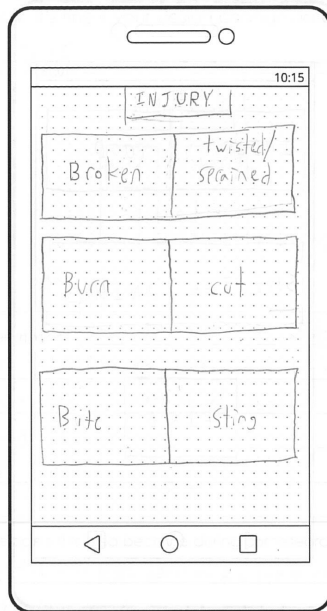 10:15
INJURY
Broken
twisted/
sprained
Burn
cut
Bite
Sting